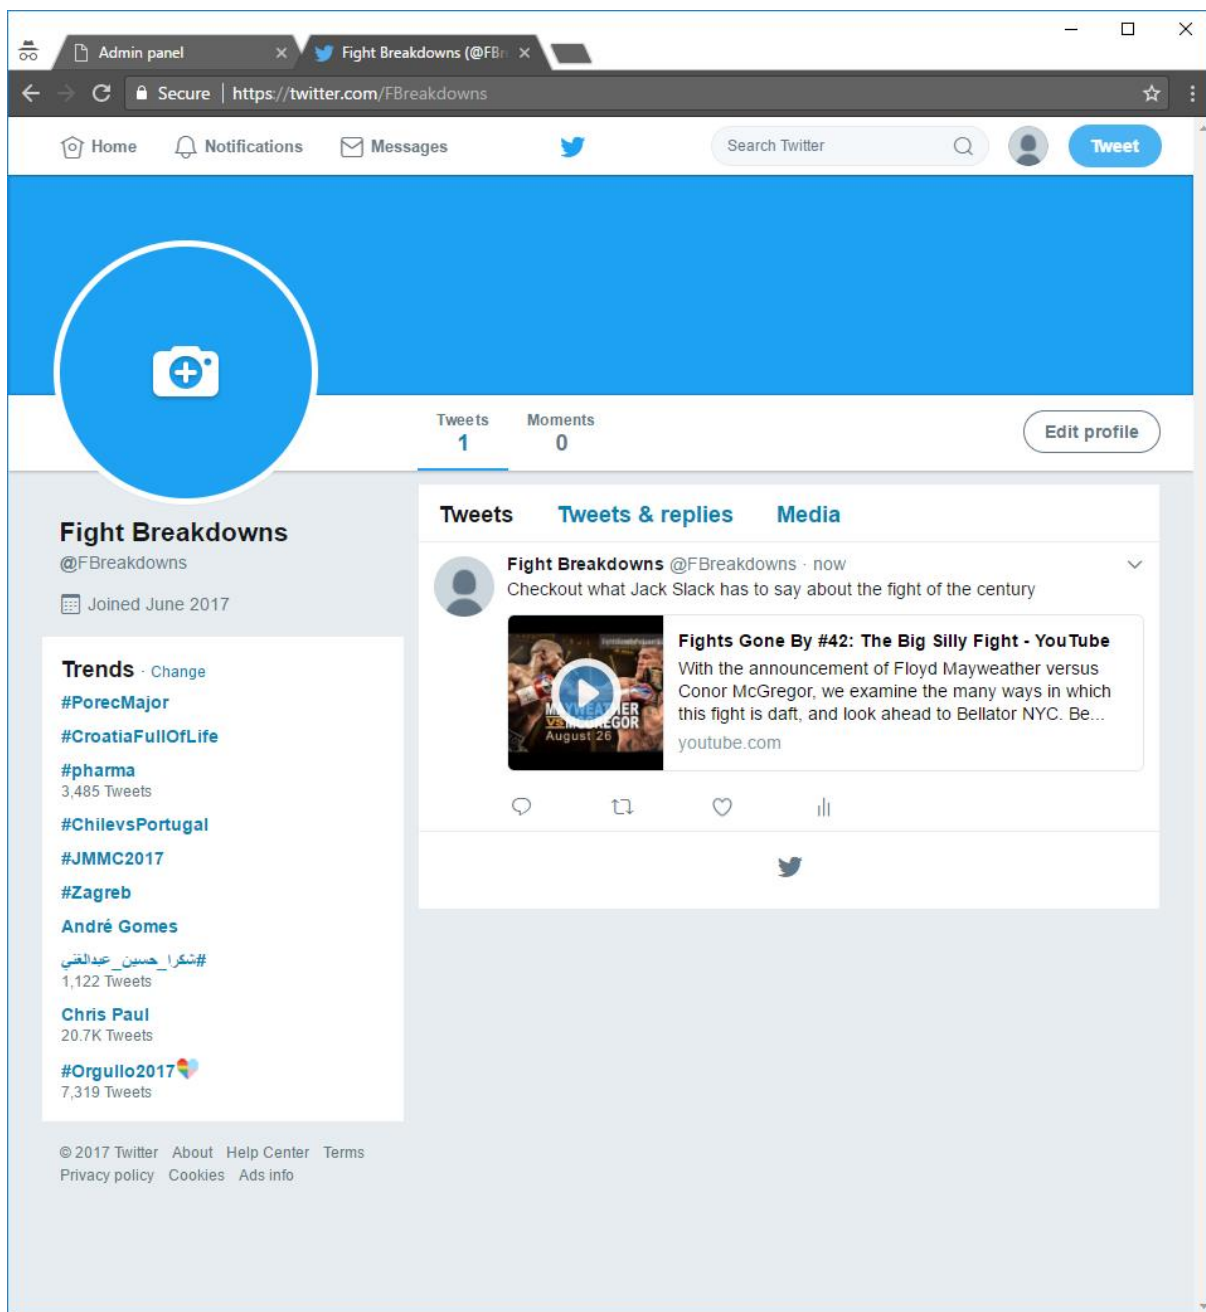 Admin panel
Fight Breakdowns (@FBr
Secure | https://twitter.com/FBreakdowns
Home Notifications Messages Search Twitter Tweet
Tweets Moments
1 0
Edit profile
Fight Breakdowns
@FBreakdowns
Joined June 2017
Trends · Change
#PorecMajor
#CroatiaFullOfLife
#pharma
3,485 Tweets
#ChilevsPortugal
#JMMC2017
#Zagreb
André Gomes
#شكرا_حسين_عبدالغني
1,122 Tweets
Chris Paul
20.7K Tweets
#Orgullo2017
7,319 Tweets
© 2017 Twitter About Help Center Terms
Privacy policy Cookies Ads info
Tweets Tweets & replies Media
Fight Breakdowns @FBreakdowns · now
Checkout what Jack Slack has to say about the fight of the century
MAYWEATHER
VS MCGREGOR
August 26
Fights Gone By #42: The Big Silly Fight - YouTube
With the announcement of Floyd Mayweather versus
Conor McGregor, we examine the many ways in which
this fight is daft, and look ahead to Bellator NYC. Be...
youtube.com